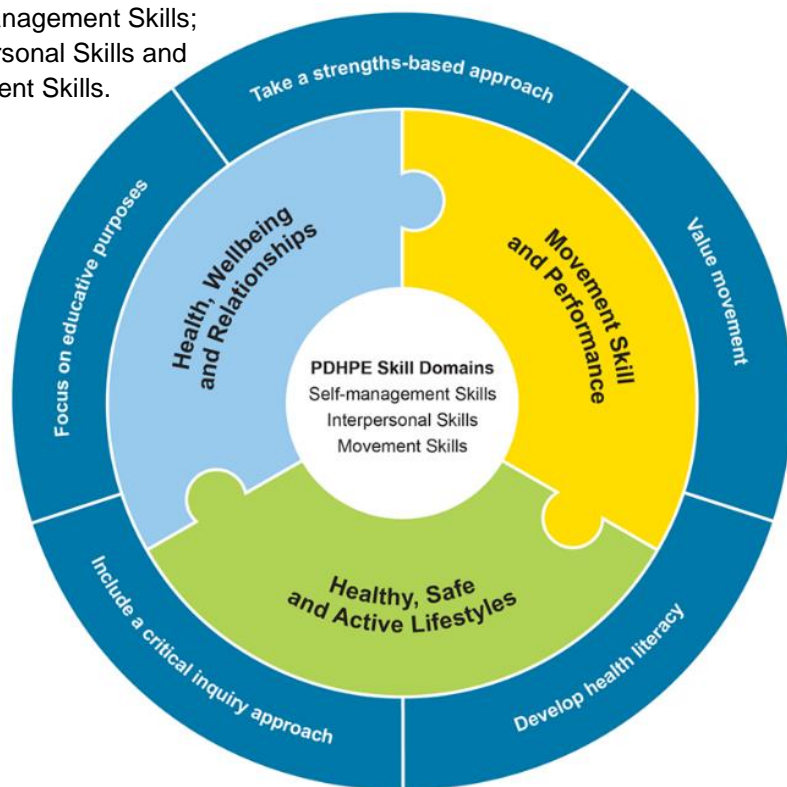 anagement Skills;
ersonal Skills and
ent Skills.
Take a strengths-based approach
Focus on educative purposes
Value movement
Health, Wellbeing
and Relationships
Movement Skill
and Performance
PDHPE Skill Domains
Self-management Skills
Interpersonal Skills
Movement Skills
Healthy, Safe
and Active Lifestyles
Include a critical inquiry approach
Develop health literacy